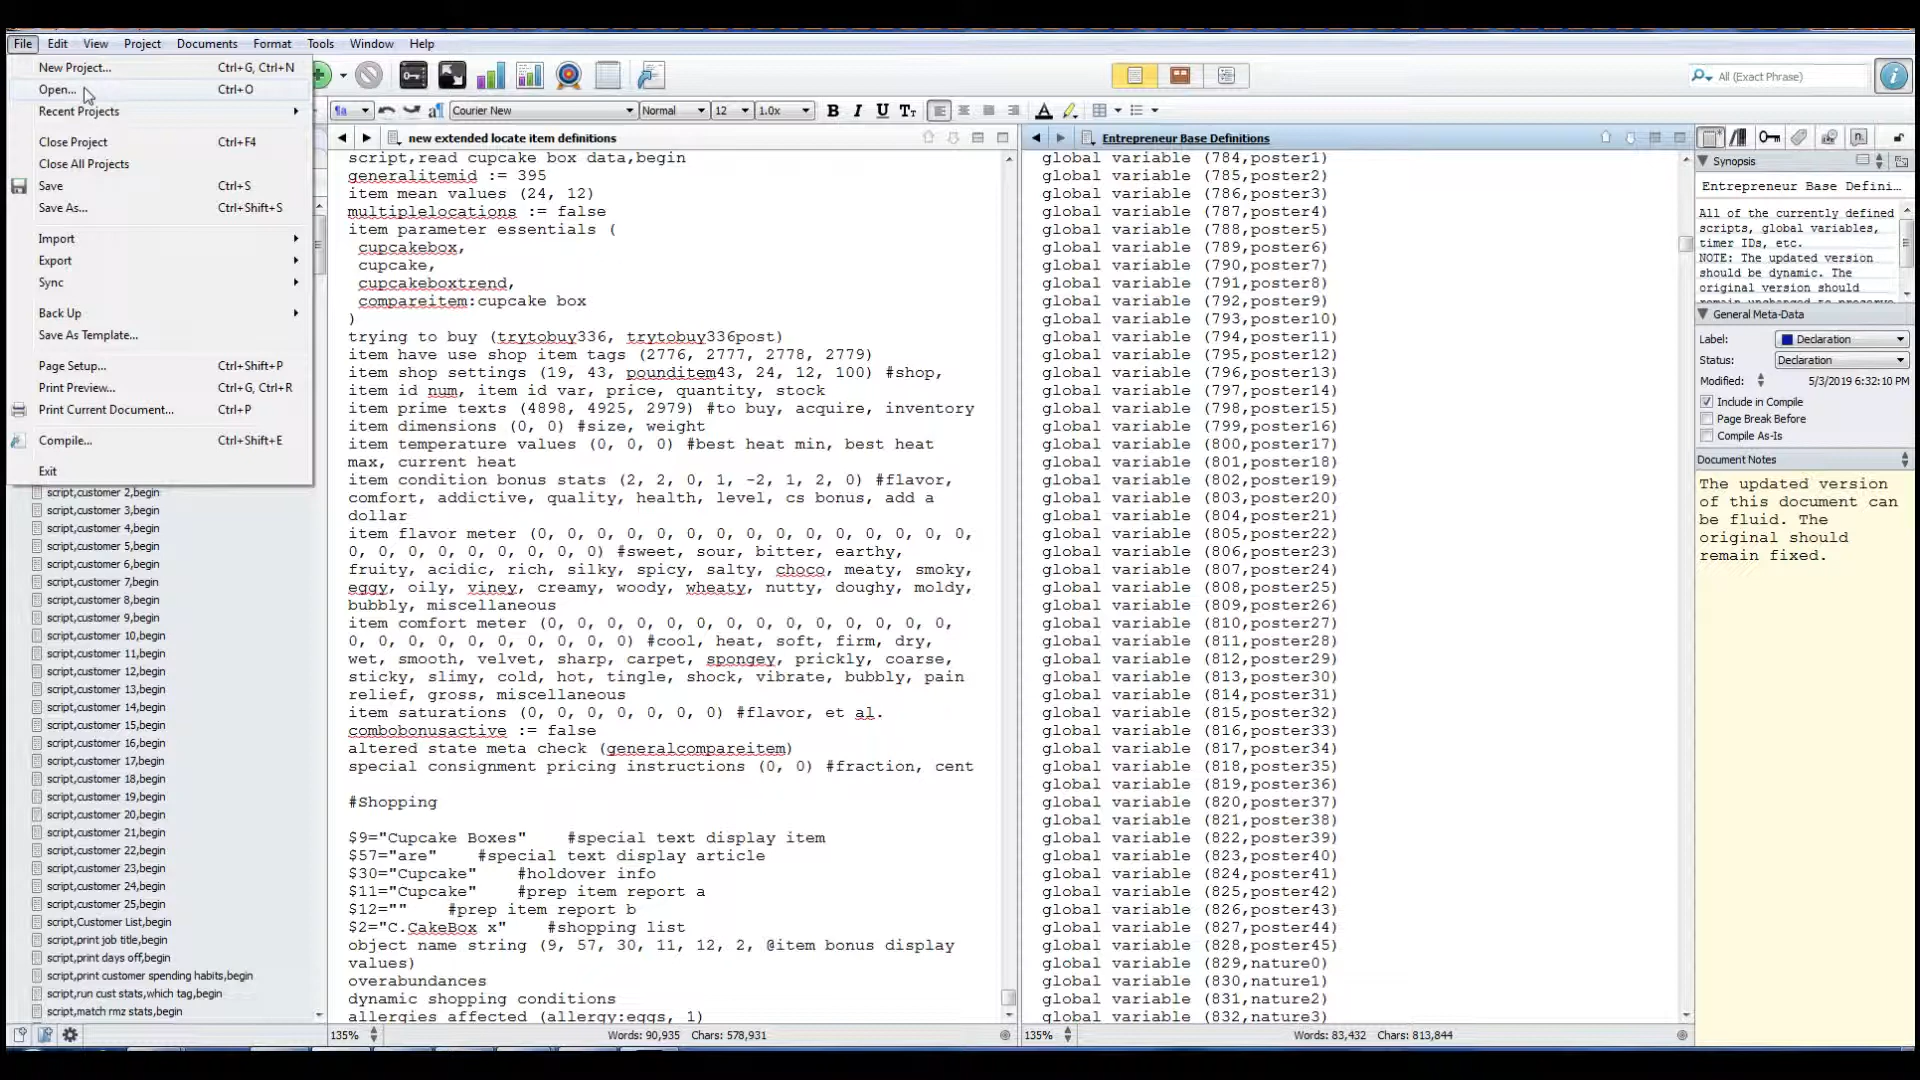 File Edit View Project Documents Format Tools Window Help
New Project... Ctrl+G, Ctrl+N
Open... Ctrl+O
Recent Projects
Close Project Ctrl+F4
Close All Projects
Save Ctrl+S
Save As... Ctrl+Shift+S
Import
Export
Sync
Back Up
Save As Template...
Page Setup... Ctrl+Shift+P
Print Preview... Ctrl+G, Ctrl+R
Print Current Document... Ctrl+P
Compile... Ctrl+Shift+E
Exit
script,customer 2,begin
script,customer 3,begin
script,customer 4,begin
script,customer 5,begin
script,customer 6,begin
script,customer 7,begin
script,customer 8,begin
script,customer 9,begin
script,customer 10,begin
script,customer 11,begin
script,customer 12,begin
script,customer 13,begin
script,customer 14,begin
script,customer 15,begin
script,customer 16,begin
script,customer 17,begin
script,customer 18,begin
script,customer 19,begin
script,customer 20,begin
script,customer 21,begin
script,customer 22,begin
script,customer 23,begin
script,customer 24,begin
script,customer 25,begin
script,Customer List,begin
script,print job title,begin
script,print days off,begin
script,print customer spending habits,begin
script,run cust stats,which tag,begin
script,match rmz stats,begin
All (Exact Phrase)
¶a Courier New Normal 12 1.0x B I U
new extended locate item definitions
script,read cupcake box data,begin
generalitemid := 395
item mean values (24, 12)
multiplelocations := false
item parameter essentials (
cupcakebox,
cupcake,
cupcakeboxtrend,
compareitem:cupcake box
)
trying to buy (trytobuy336, trytobuy336post)
item have use shop item tags (2776, 2777, 2778, 2779)
item shop settings (19, 43, pounditem43, 24, 12, 100) #shop,
item id num, item id var, price, quantity, stock
item prime texts (4898, 4925, 2979) #to buy, acquire, inventory
item dimensions (0, 0) #size, weight
item temperature values (0, 0, 0) #best heat min, best heat
max, current heat
item condition bonus stats (2, 2, 0, 1, -2, 1, 2, 0) #flavor,
comfort, addictive, quality, health, level, cs bonus, add a
dollar
item flavor meter (0, 0, 0, 0, 0, 0, 0, 0, 0, 0, 0, 0, 0, 0, 0,
0, 0, 0, 0, 0, 0, 0, 0, 0) #sweet, sour, bitter, earthy,
fruity, acidic, rich, silky, spicy, salty, choco, meaty, smoky,
eggy, oily, viney, creamy, woody, wheaty, nutty, doughy, moldy,
bubbly, miscellaneous
item comfort meter (0, 0, 0, 0, 0, 0, 0, 0, 0, 0, 0, 0, 0, 0,
0, 0, 0, 0, 0, 0, 0, 0, 0, 0) #cool, heat, soft, firm, dry,
wet, smooth, velvet, sharp, carpet, spongey, prickly, coarse,
sticky, slimy, cold, hot, tingle, shock, vibrate, bubbly, pain
relief, gross, miscellaneous
item saturations (0, 0, 0, 0, 0, 0, 0) #flavor, et al.
combobonusactive := false
altered state meta check (generalcompareitem)
special consignment pricing instructions (0, 0) #fraction, cent
#Shopping
$9="Cupcake Boxes" #special text display item
$57="are" #special text display article
$30="Cupcake" #holdover info
$11="Cupcake" #prep item report a
$12="" #prep item report b
$2="C.CakeBox x" #shopping list
object name string (9, 57, 30, 11, 12, 2, @item bonus display
values)
overabundances
dynamic shopping conditions
allergies affected (allergy:eggs, 1)
135% Words: 90,935 Chars: 578,931
Entrepreneur Base Definitions
global variable (784,poster1)
global variable (785,poster2)
global variable (786,poster3)
global variable (787,poster4)
global variable (788,poster5)
global variable (789,poster6)
global variable (790,poster7)
global variable (791,poster8)
global variable (792,poster9)
global variable (793,poster10)
global variable (794,poster11)
global variable (795,poster12)
global variable (796,poster13)
global variable (797,poster14)
global variable (798,poster15)
global variable (799,poster16)
global variable (800,poster17)
global variable (801,poster18)
global variable (802,poster19)
global variable (803,poster20)
global variable (804,poster21)
global variable (805,poster22)
global variable (806,poster23)
global variable (807,poster24)
global variable (808,poster25)
global variable (809,poster26)
global variable (810,poster27)
global variable (811,poster28)
global variable (812,poster29)
global variable (813,poster30)
global variable (814,poster31)
global variable (815,poster32)
global variable (816,poster33)
global variable (817,poster34)
global variable (818,poster35)
global variable (819,poster36)
global variable (820,poster37)
global variable (821,poster38)
global variable (822,poster39)
global variable (823,poster40)
global variable (824,poster41)
global variable (825,poster42)
global variable (826,poster43)
global variable (827,poster44)
global variable (828,poster45)
global variable (829,nature0)
global variable (830,nature1)
global variable (831,nature2)
global variable (832,nature3)
135% Words: 83,432 Chars: 813,844
Synopsis
Entrepreneur Base Defini...
All of the currently defined
scripts, global variables,
timer IDs, etc.
NOTE: The updated version
should be dynamic. The
original version should
remain unchanged to preserve
General Meta-Data
Label: Declaration
Status: Declaration
Modified: 5/3/2019 6:32:10 PM
Include in Compile
Page Break Before
Compile As-Is
Document Notes
The updated version
of this document can
be fluid. The
original should
remain fixed.